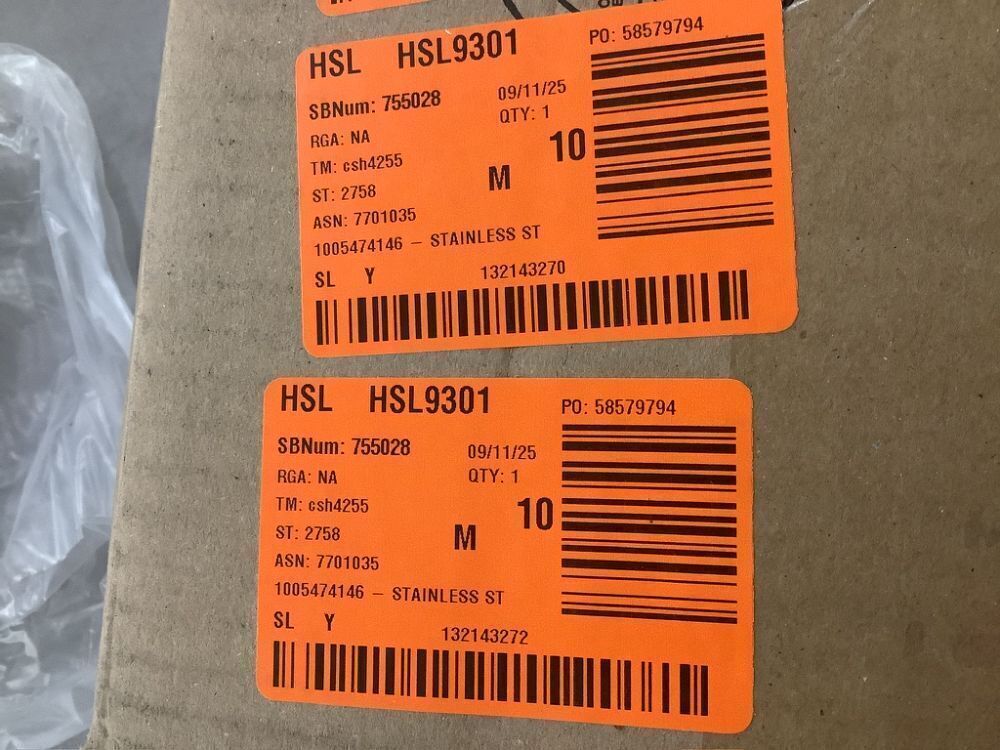 HSL HSL9301 PO: 58579794
SBNum: 755028 09/11/25
RGA: NA QTY: 1
TM: csh4255 10
ST: 2758 M
ASN: 7701035
1005474146 – STAINLESS ST
SL Y 132143270
HSL HSL9301 PO: 58579794
SBNum: 755028 09/11/25
RGA: NA QTY: 1
TM: csh4255 10
ST: 2758 M
ASN: 7701035
1005474146 – STAINLESS ST
SL Y 132143272